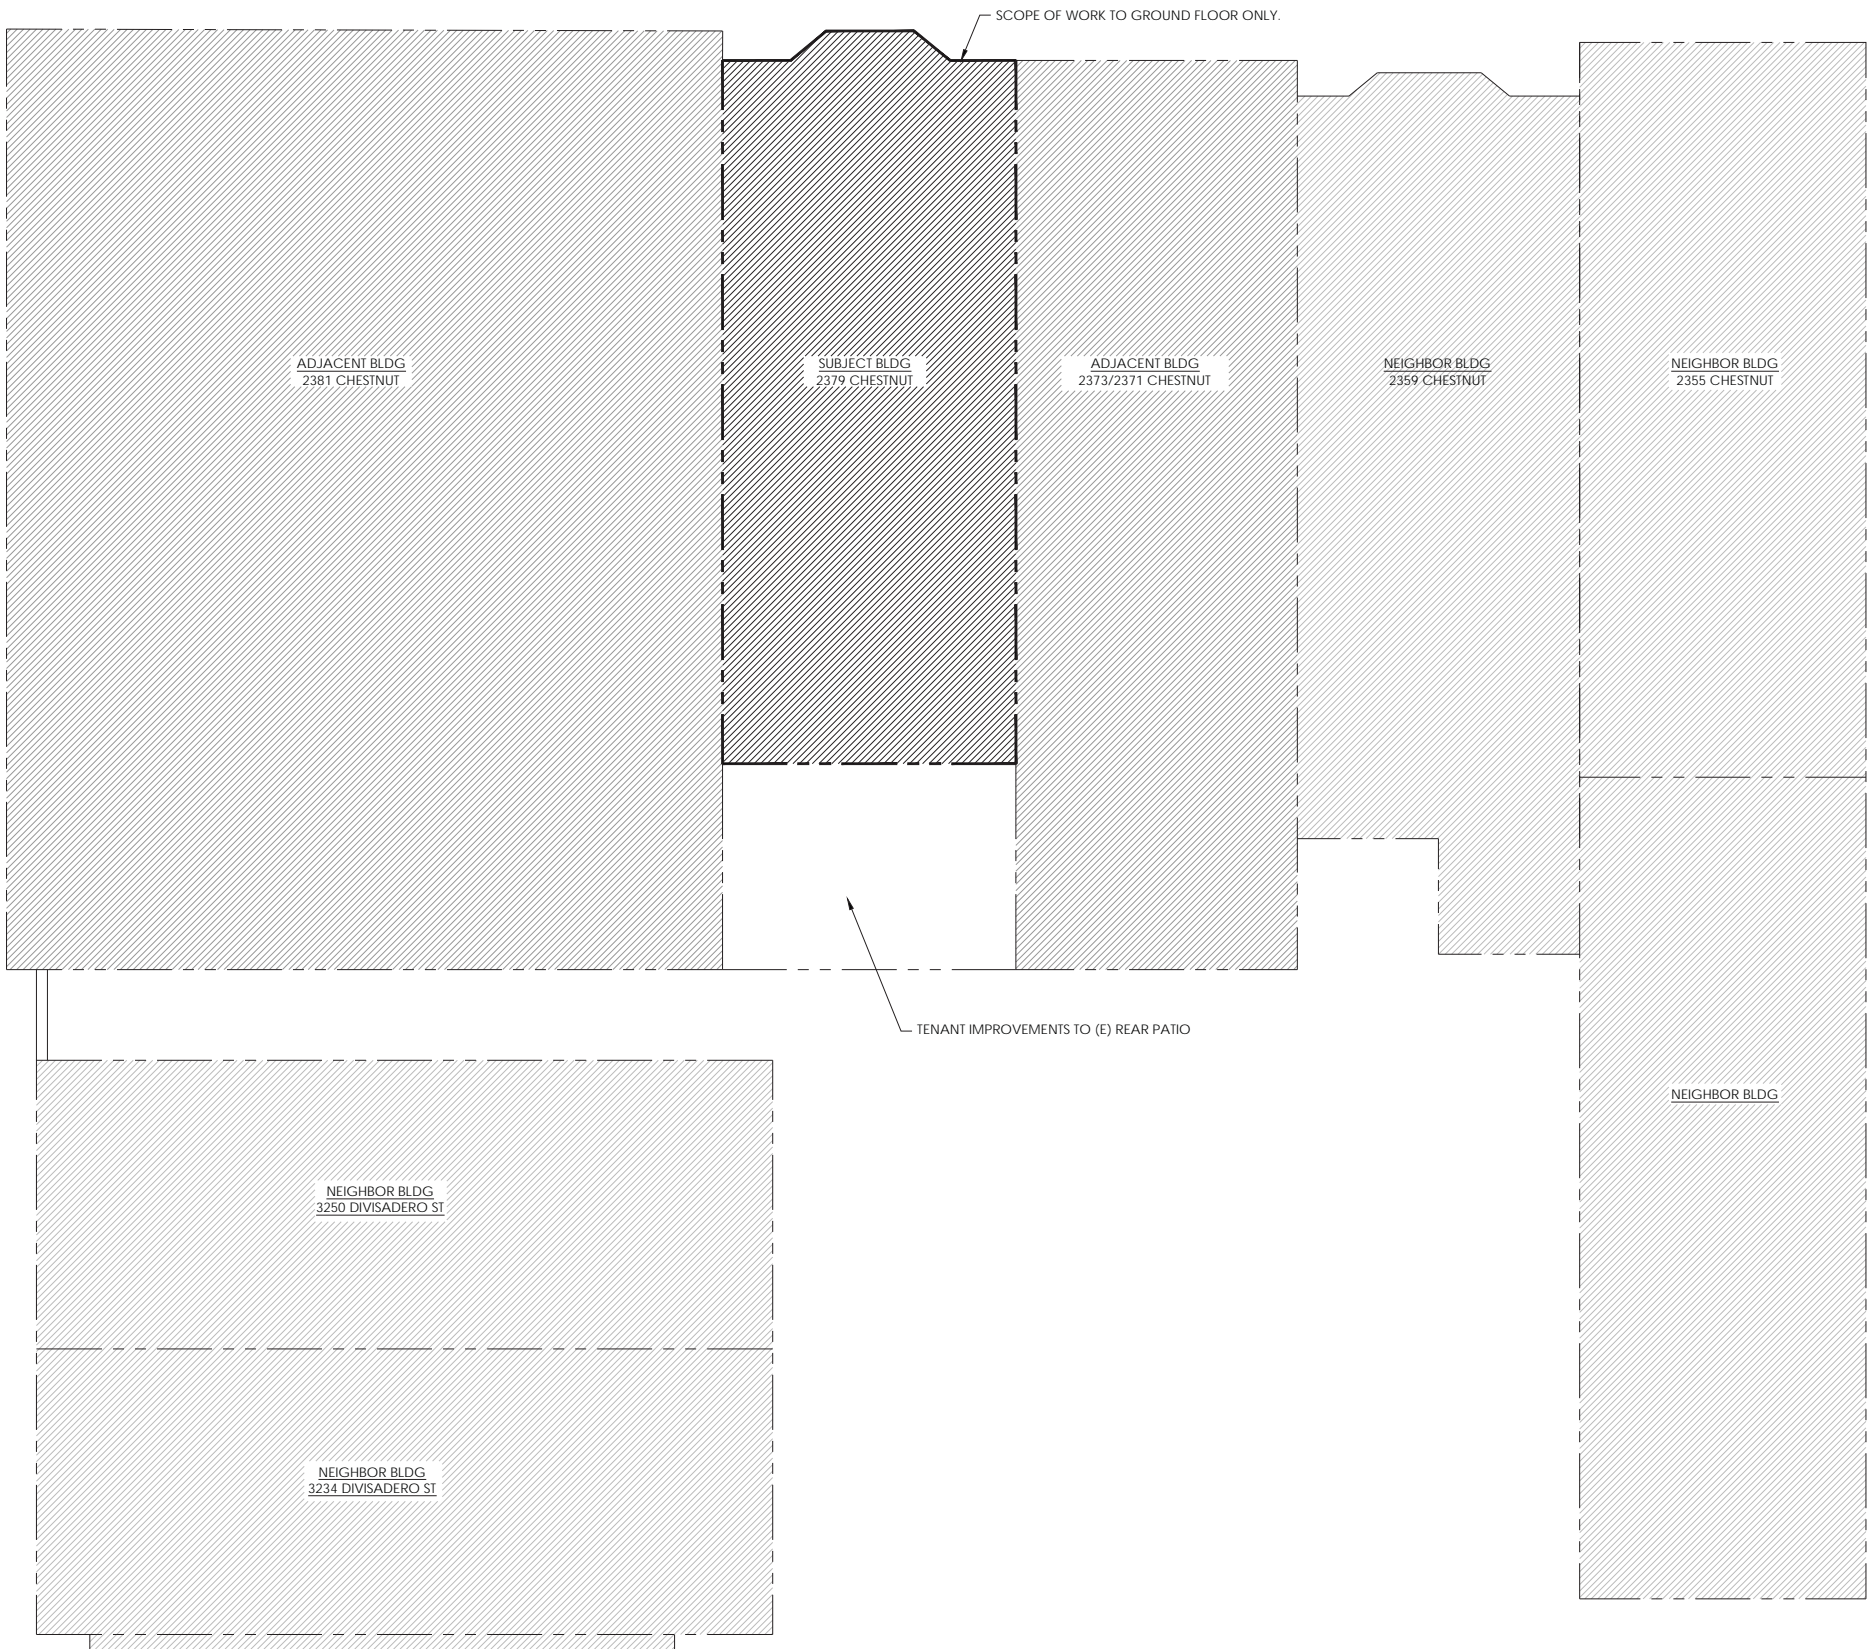 SCOPE OF WORK TO GROUND FLOOR ONLY.
ADJACENT BLDG
2381 CHESTNUT
SUBJECT BLDG
2379 CHESTNUT
ADJACENT BLDG
2373/2371 CHESTNUT
NEIGHBOR BLDG
2359 CHESTNUT
NEIGHBOR BLDG
2355 CHESTNUT
TENANT IMPROVEMENTS TO (E) REAR PATIO
NEIGHBOR BLDG
NEIGHBOR BLDG
3250 DIVISADERO ST
NEIGHBOR BLDG
3234 DIVISADERO ST